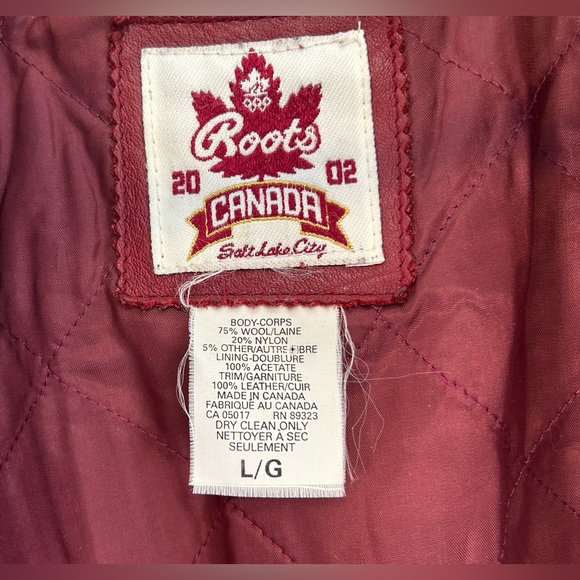 Roots
20 02
CANADA
Salt Lake City
BODY-CORPS
75% WOOL/LAINE
20% NYLON
5% OTHER/AUTRE FIBRE
LINING-DOUBLURE
100% ACETATE
TRIM/GARNITURE
100% LEATHER/CUIR
MADE IN CANADA
FABRIQUE AU CANADA
CA 05017 RN 89323
DRY CLEAN ONLY
NETTOYER A SEC
SEULEMENT
L/G